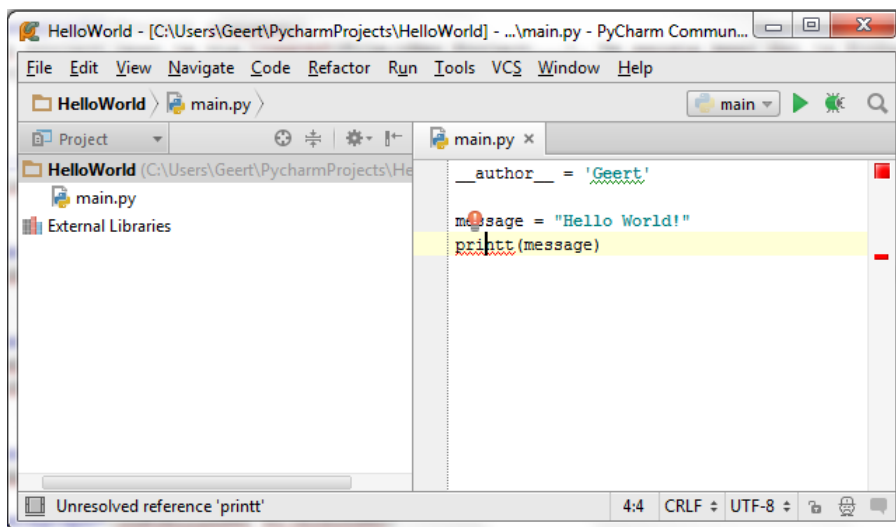 HelloWorld - [C:\Users\Geert\PycharmProjects\HelloWorld] - ...\main.py - PyCharm Commun...
File Edit View Navigate Code Refactor Run Tools VCS Window Help
HelloWorld main.py main
Project main.py
HelloWorld (C:\Users\Geert\PycharmProjects\He
main.py
External Libraries
__author__ = 'Geert'
message = "Hello World!"
printt(message)
Unresolved reference 'printt' 4:4 CRLF UTF-8